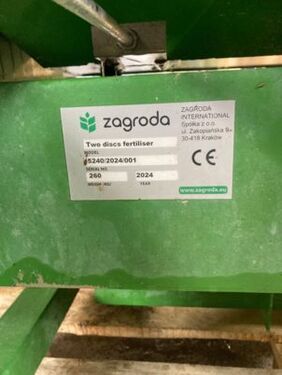 zagroda
ZAGRODA
INTERNATIONAL
Spółka z o.o.
ul. Zakopiańska 9
30-418 Kraków
Two discs fertiliser
MODEL
5240/2024/001
SERIAL NO.
260 2024
WEIGHT (KG) YEAR
CE
www.zagroda.eu